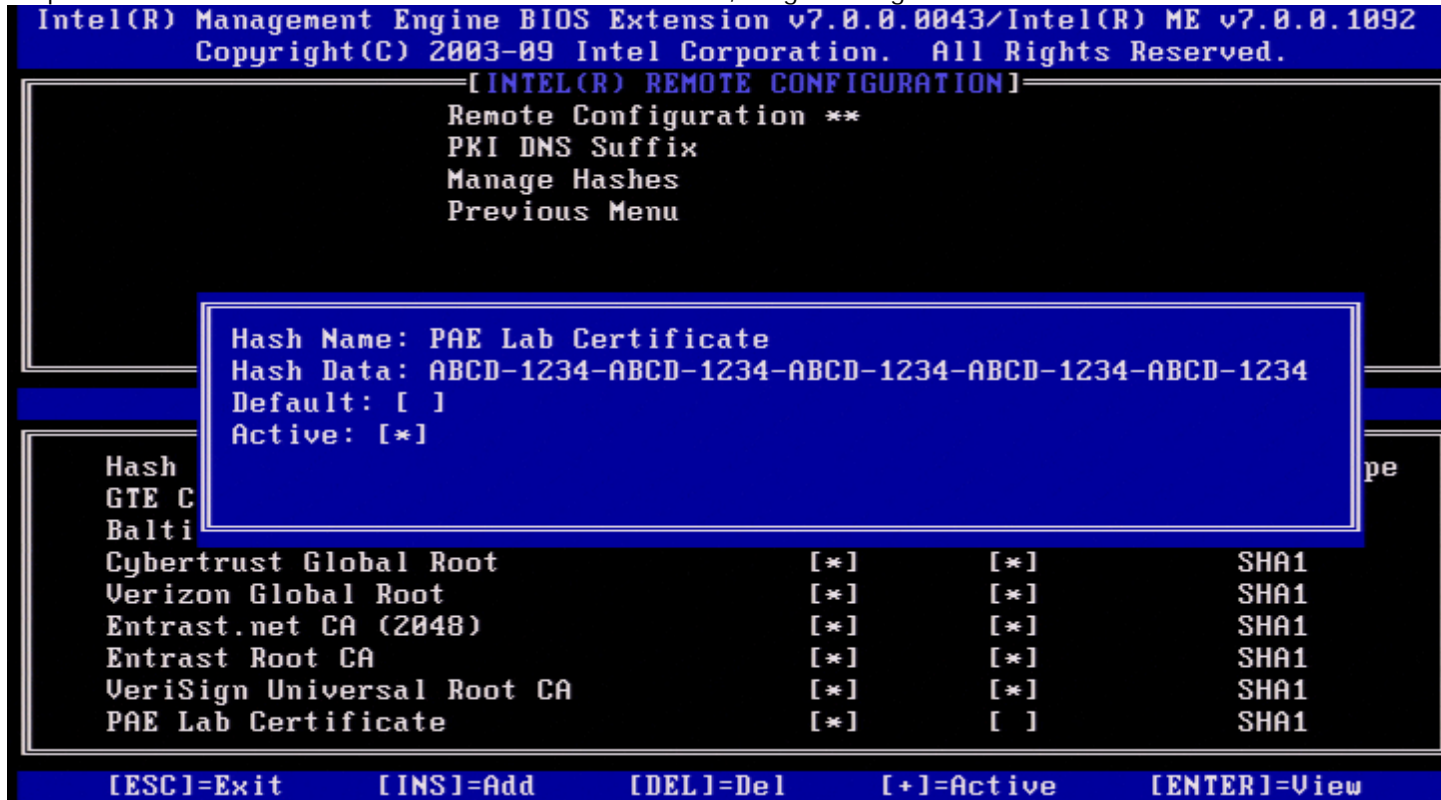 Intel(R) Management Engine BIOS Extension v7.0.0.0043/Intel(R) ME v7.0.0.1092
Copyright(C) 2003-09 Intel Corporation.  All Rights Reserved.
[INTEL(R) REMOTE CONFIGURATION]
Remote Configuration **
PKI DNS Suffix
Manage Hashes
Previous Menu
Hash Name: PAE Lab Certificate
Hash Data: ABCD-1234-ABCD-1234-ABCD-1234-ABCD-1234-ABCD-1234
Default: [ ]
Active: [*]
Hash pe
GTE C
Balti
Cybertrust Global Root [*] [*] SHA1
Verizon Global Root [*] [*] SHA1
Entrast.net CA (2048) [*] [*] SHA1
Entrast Root CA [*] [*] SHA1
VeriSign Universal Root CA [*] [*] SHA1
PAE Lab Certificate [*] [ ] SHA1
[ESC]=Exit [INS]=Add [DEL]=Del [+]=Active [ENTER]=View